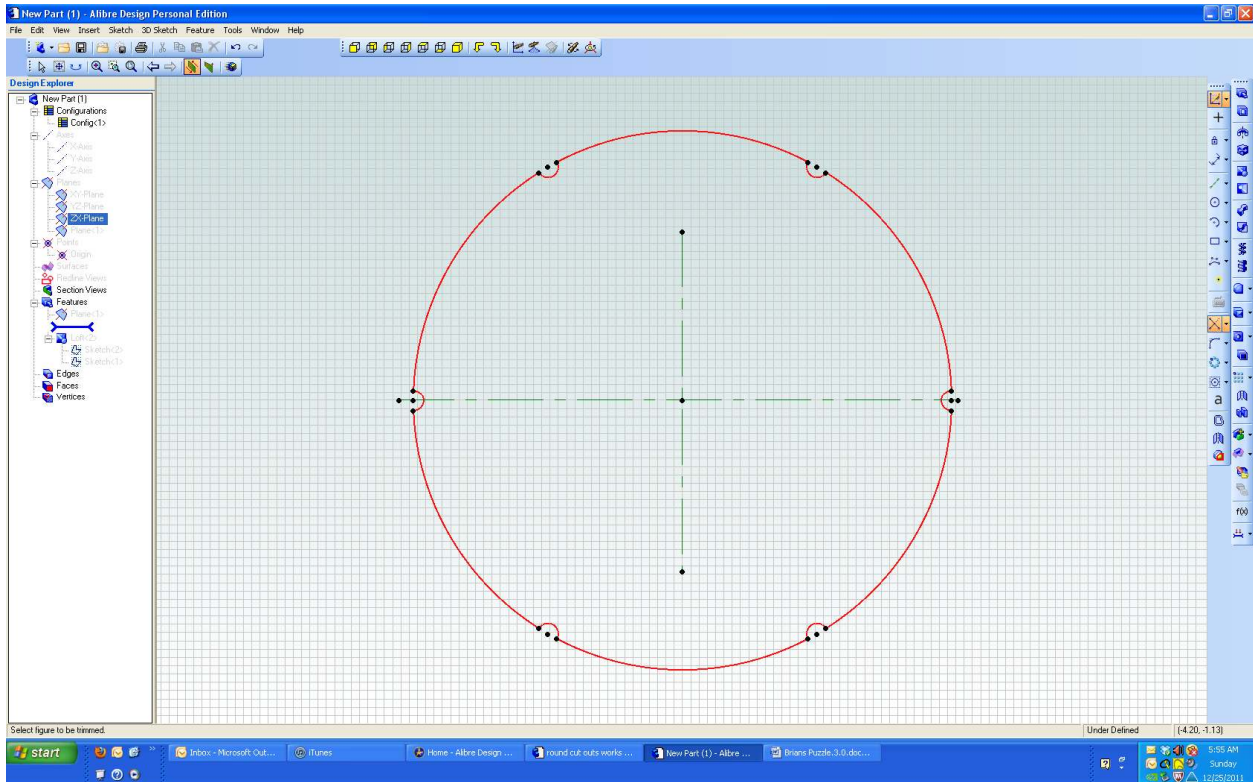 New Part (1) - Alibre Design Personal Edition
File Edit View Insert Sketch 3D Sketch Feature Tools Window Help
Design Explorer
New Part (1)
Configurations
Config<1>
Axes
X-Axis
Y-Axis
Z-Axis
Planes
XY-Plane
YZ-Plane
ZX-Plane
Plane<1>
Points
Origin
Surfaces
Redline Views
Section Views
Features
Plane<1>
Loft<2>
Sketch<2>
Sketch<1>
Edges
Faces
Vertices
a
f(x)
Select figure to be trimmed.
Under Defined
(-4.20, -1.13)
start
Inbox - Microsoft Out...
iTunes
Home - Alibre Design ...
round cut outs works ...
New Part (1) - Alibre ...
Brians Puzzle.3.0.doc...
5:55 AM
Sunday
12/25/2011